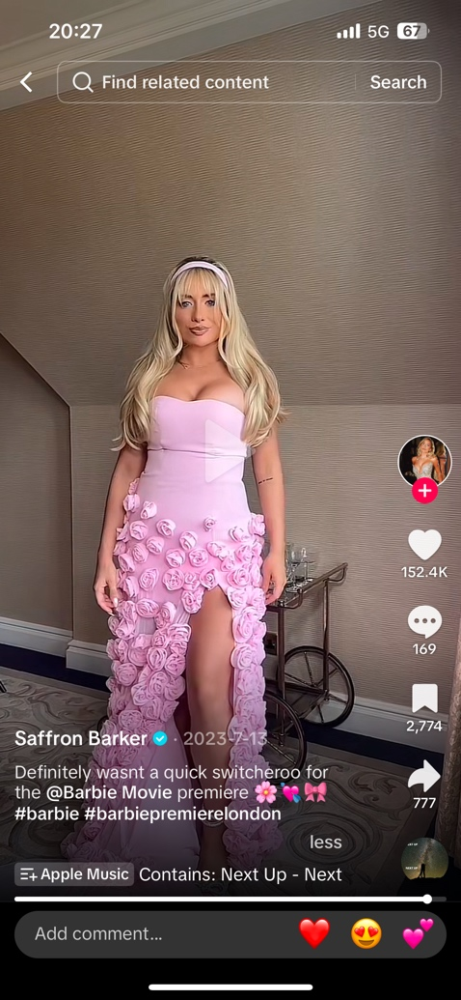 20:27
5G 67
Find related content Search
152.4K
169
2,774
Saffron Barker · 2023-7-13
Definitely wasnt a quick switcheroo for
the @Barbie Movie premiere 🌸💘🎀
777
#barbie #barbiepremierelondon
less
Apple Music Contains: Next Up - Next
Add comment...